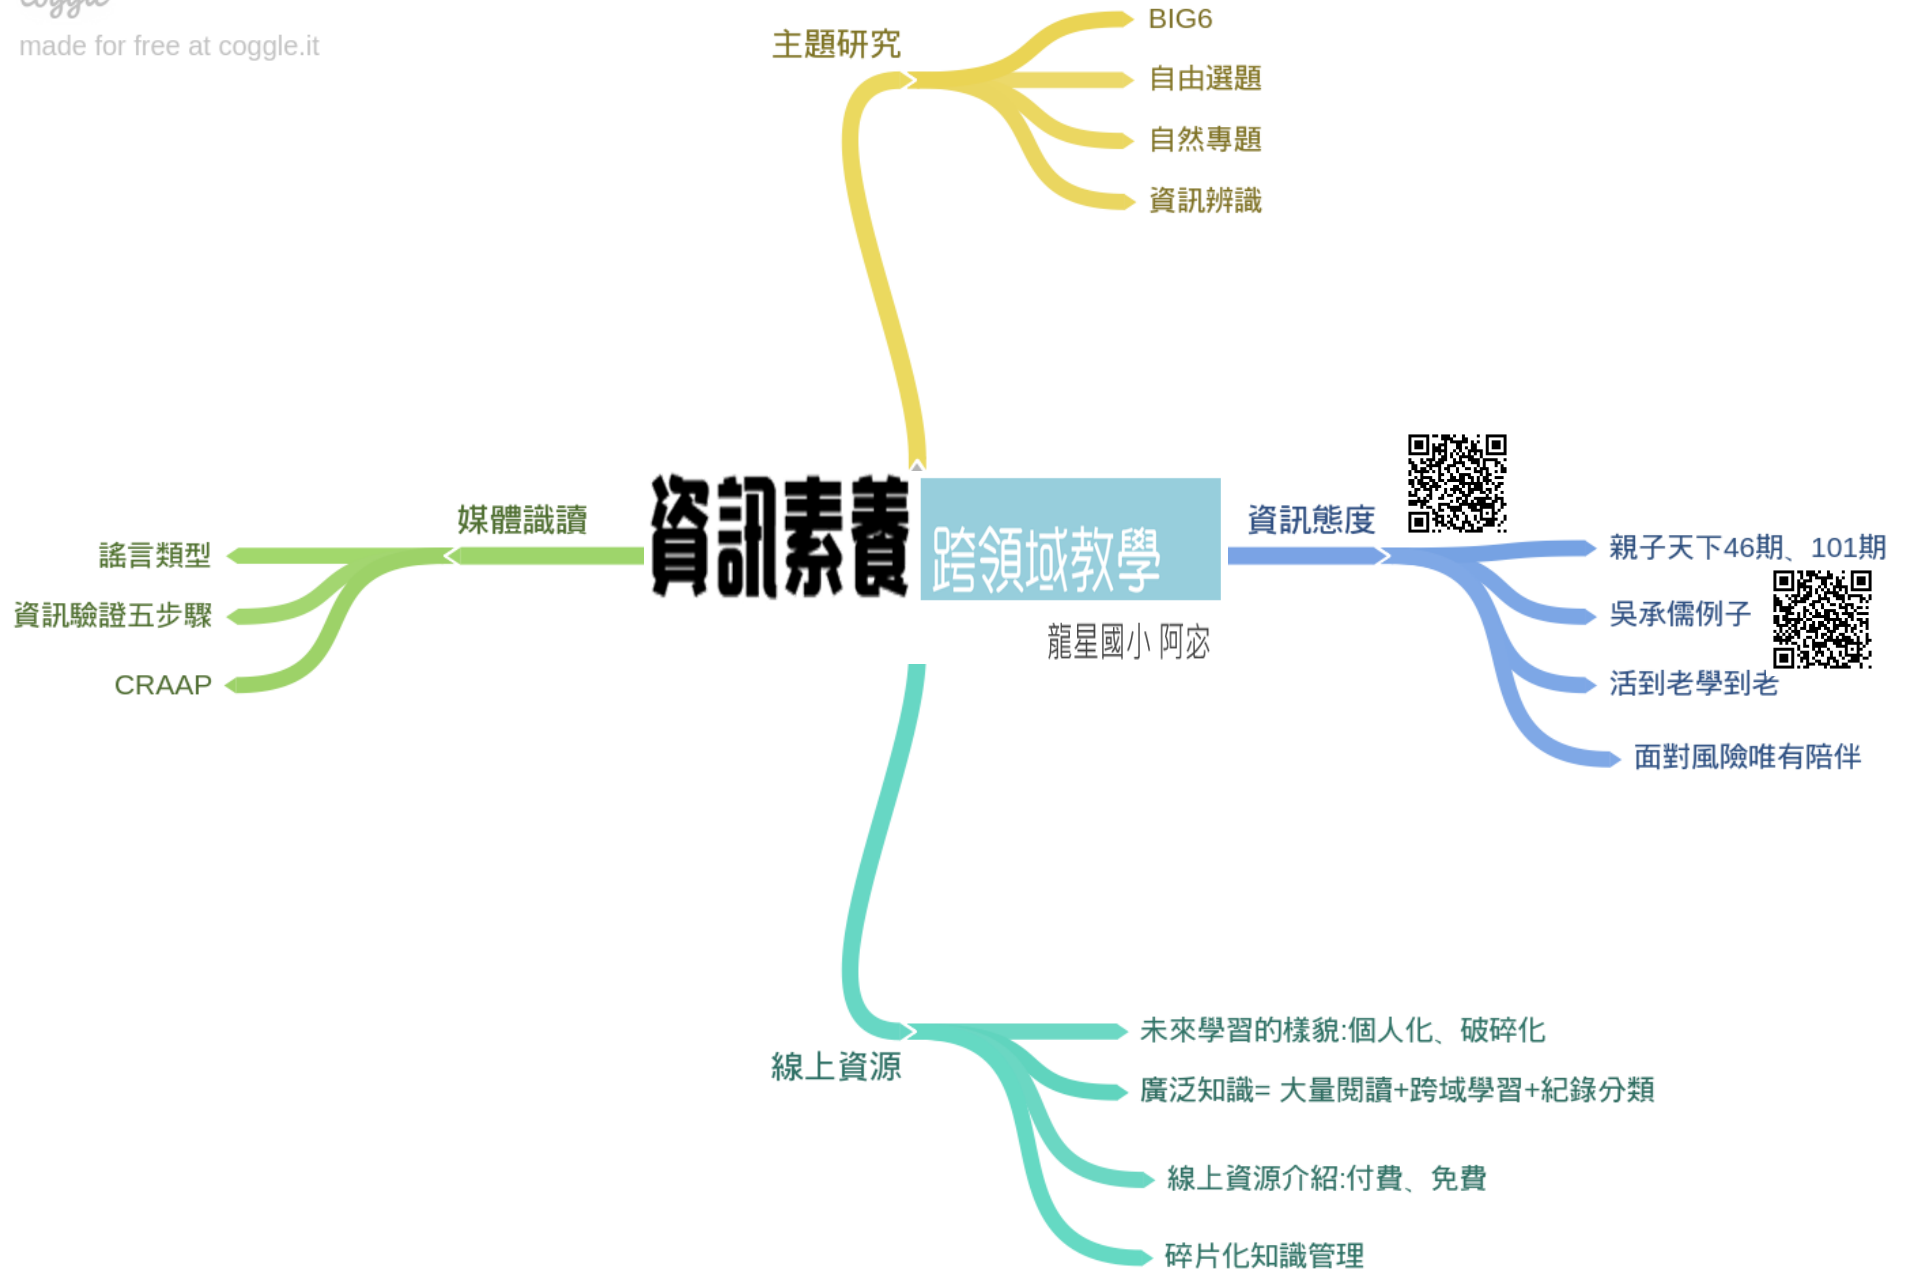 coggle
made for free at coggle.it
主題研究
BIG6
自由選題
自然專題
資訊辨識
媒體識讀
謠言類型
資訊驗證五步驟
CRAAP
資訊素養
跨領域教學
龍星國小 阿宓
資訊態度
親子天下46期、101期
吳承儒例子
活到老學到老
面對風險唯有陪伴
線上資源
未來學習的樣貌:個人化、破碎化
廣泛知識= 大量閱讀+跨域學習+紀錄分類
線上資源介紹:付費、免費
碎片化知識管理